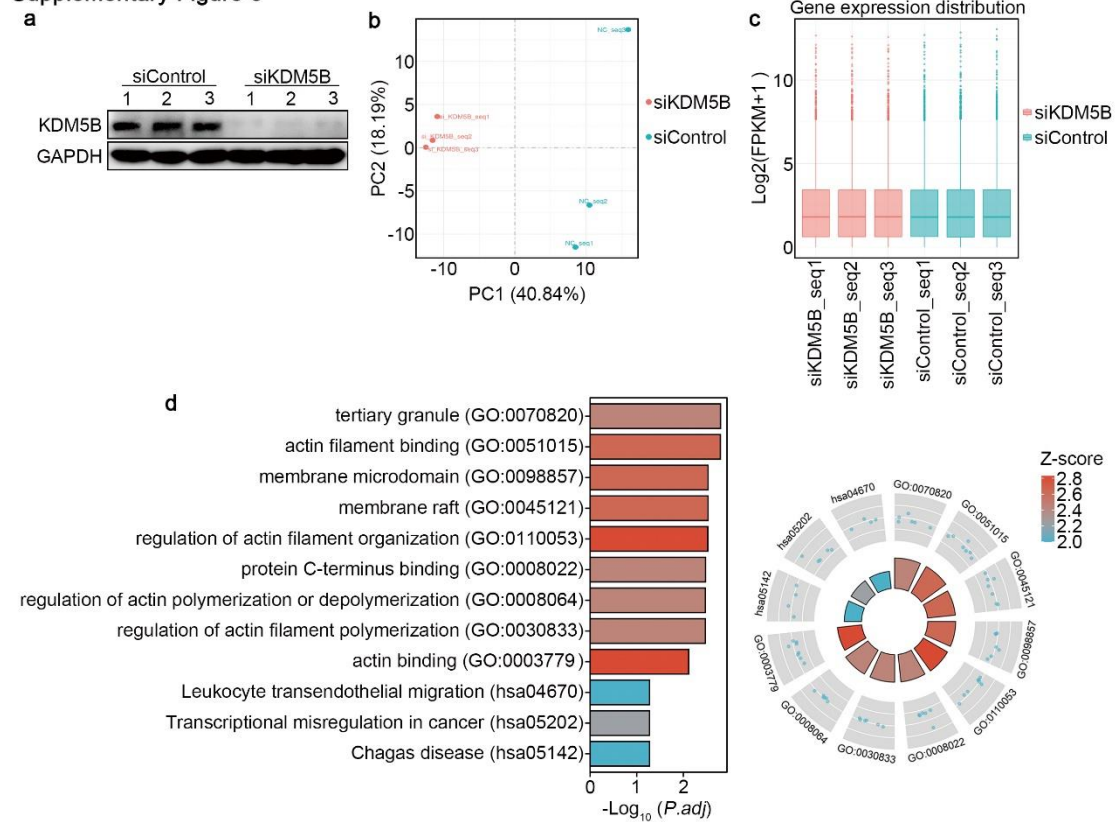 a
siControl siKDM5B
1 2 3 1 2 3
KDM5B
GAPDH
b
PC2 (18.19%)
10
5
0
-5
-10
NC_seq3
si_KDM5B_seq1
si_KDM5B_seq2
si_KDM5B_seq3
NC_seq2
NC_seq1
-10 0 10
PC1 (40.84%)
siKDM5B
siControl
c
Gene expression distribution
Log2(FPKM+1 )
10
5
0
siKDM5B_seq1
siKDM5B_seq2
siKDM5B_seq3
siControl_seq1
siControl_seq2
siControl_seq3
siKDM5B
siControl
d
tertiary granule (GO:0070820)
actin filament binding (GO:0051015)
membrane microdomain (GO:0098857)
membrane raft (GO:0045121)
regulation of actin filament organization (GO:0110053)
protein C-terminus binding (GO:0008022)
regulation of actin polymerization or depolymerization (GO:0008064)
regulation of actin filament polymerization (GO:0030833)
actin binding (GO:0003779)
Leukocyte transendothelial migration (hsa04670)
Transcriptional misregulation in cancer (hsa05202)
Chagas disease (hsa05142)
0 1 2
-Log10 (P.adj)
GO:0070820
GO:0051015
GO:0045121
GO:0098857
GO:0110053
GO:0008022
GO:0030833
GO:0008064
GO:0003779
hsa05142
hsa05202
hsa04670
Z-score
2.8
2.6
2.4
2.2
2.0